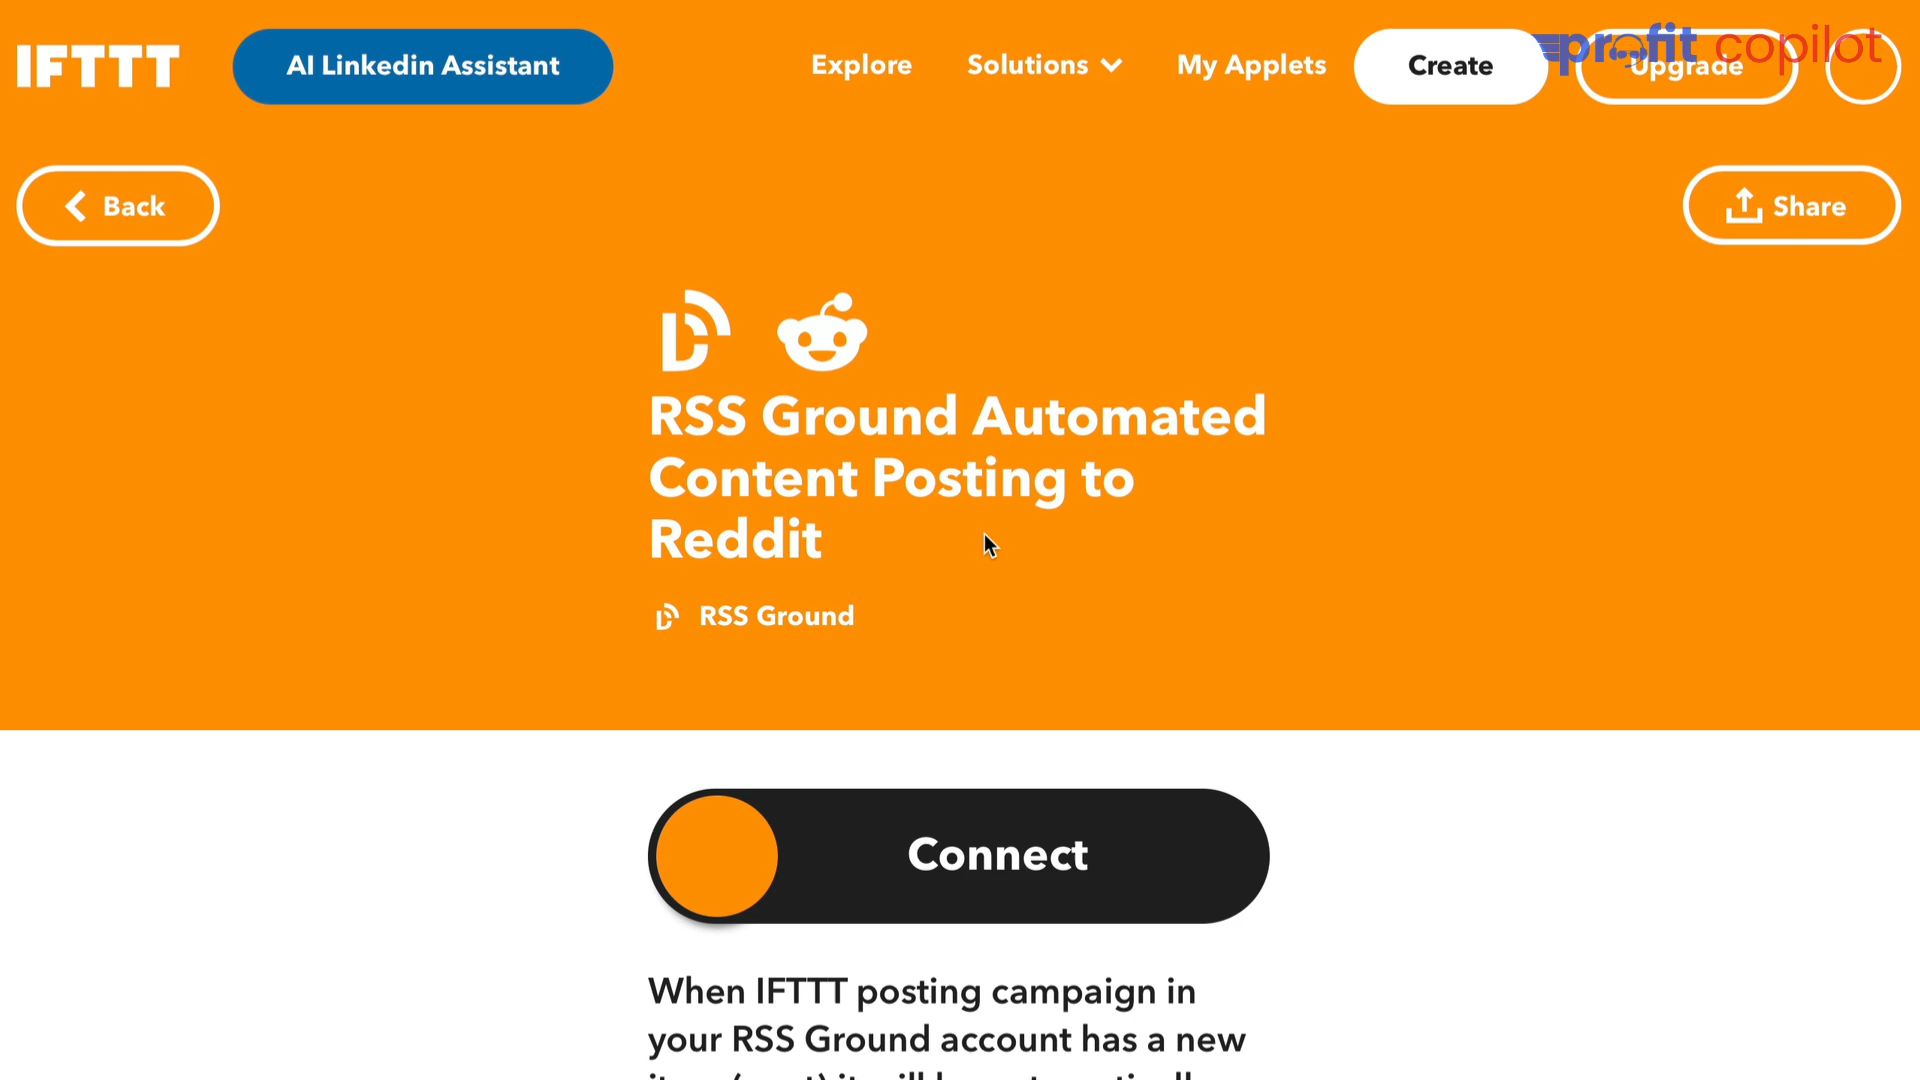 IFTTT
AI Linkedin Assistant
Explore
Solutions
My Applets
Create
Upgrade
profit copilot
Back
Share
RSS Ground Automated
Content Posting to
Reddit
RSS Ground
Connect
When IFTTT posting campaign in
your RSS Ground account has a new